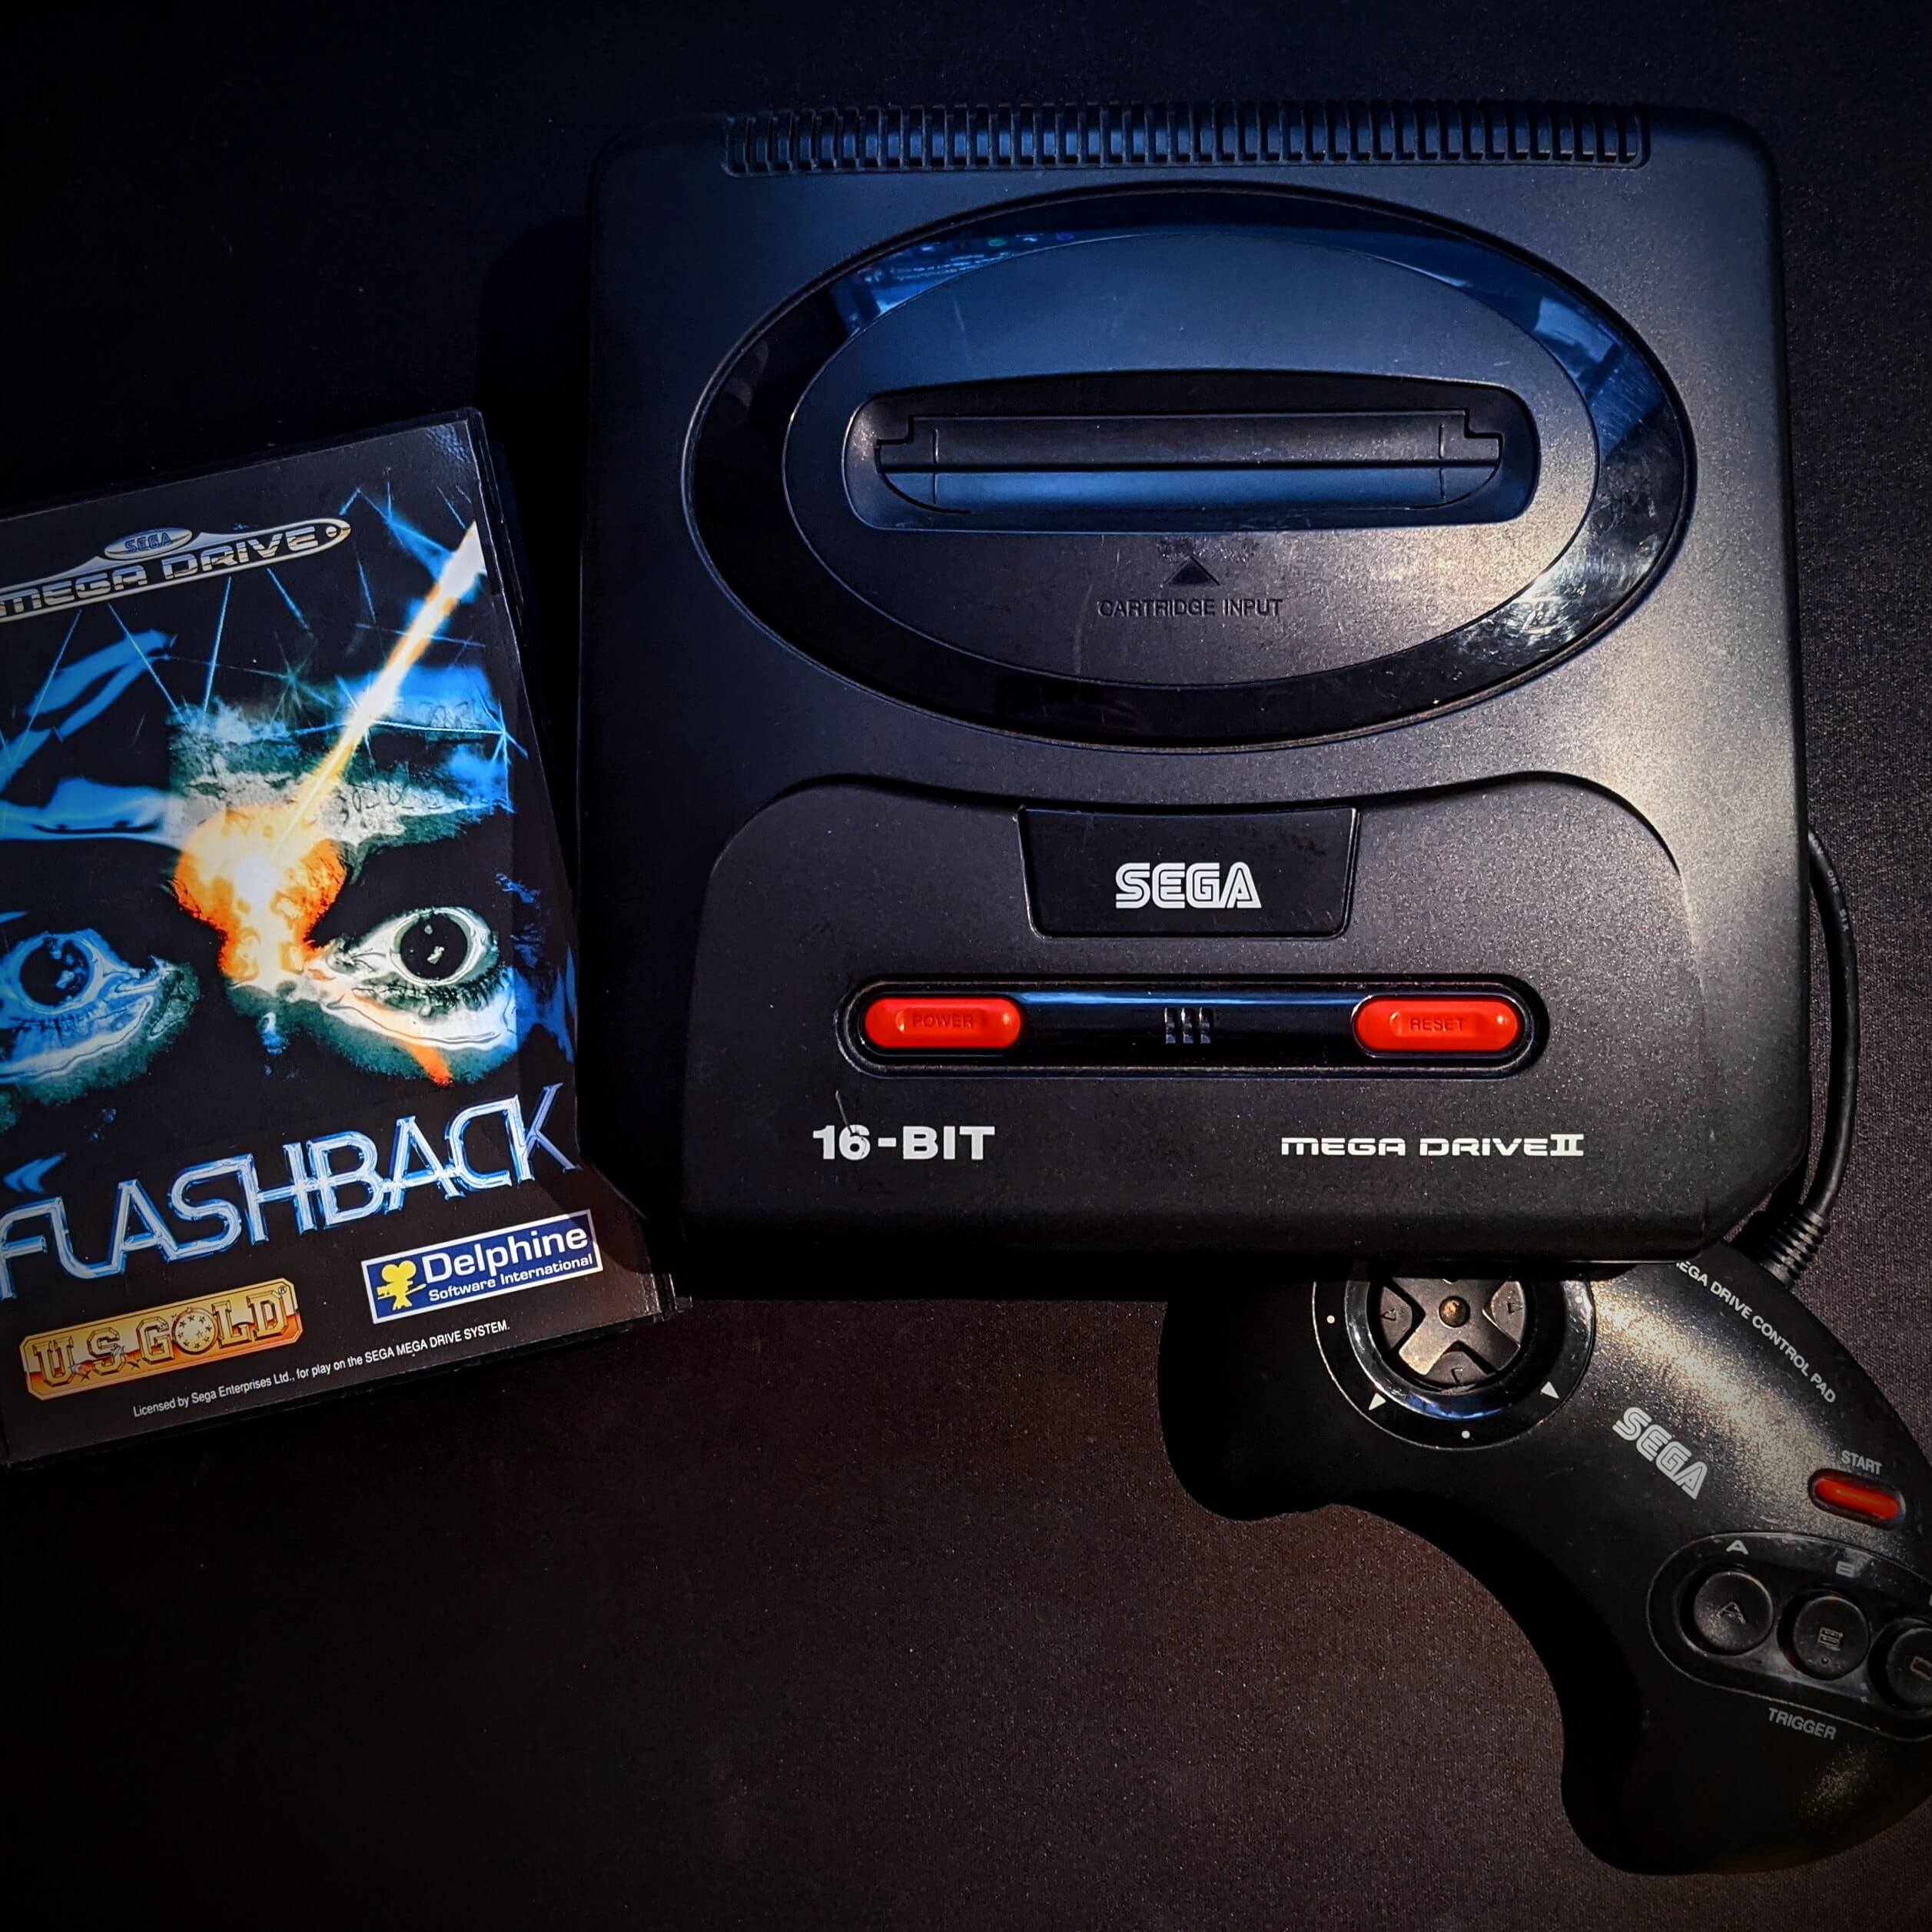 SEGA
MEGA DRIVE
FLASHBACK
Delphine
Software International
U.S. GOLD®
Licensed by Sega Enterprises Ltd., for play on the SEGA MEGA DRIVE SYSTEM.
CARTRIDGE INPUT
SEGA
POWER
RESET
16-BIT
MEGA DRIVE II
MEGA DRIVE CONTROL PAD
SEGA
START
A
B
A
B
TRIGGER